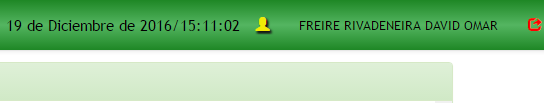 19 de Diciembre de 2016/15:11:02 FREIRE RIVADENEIRA DAVID OMAR